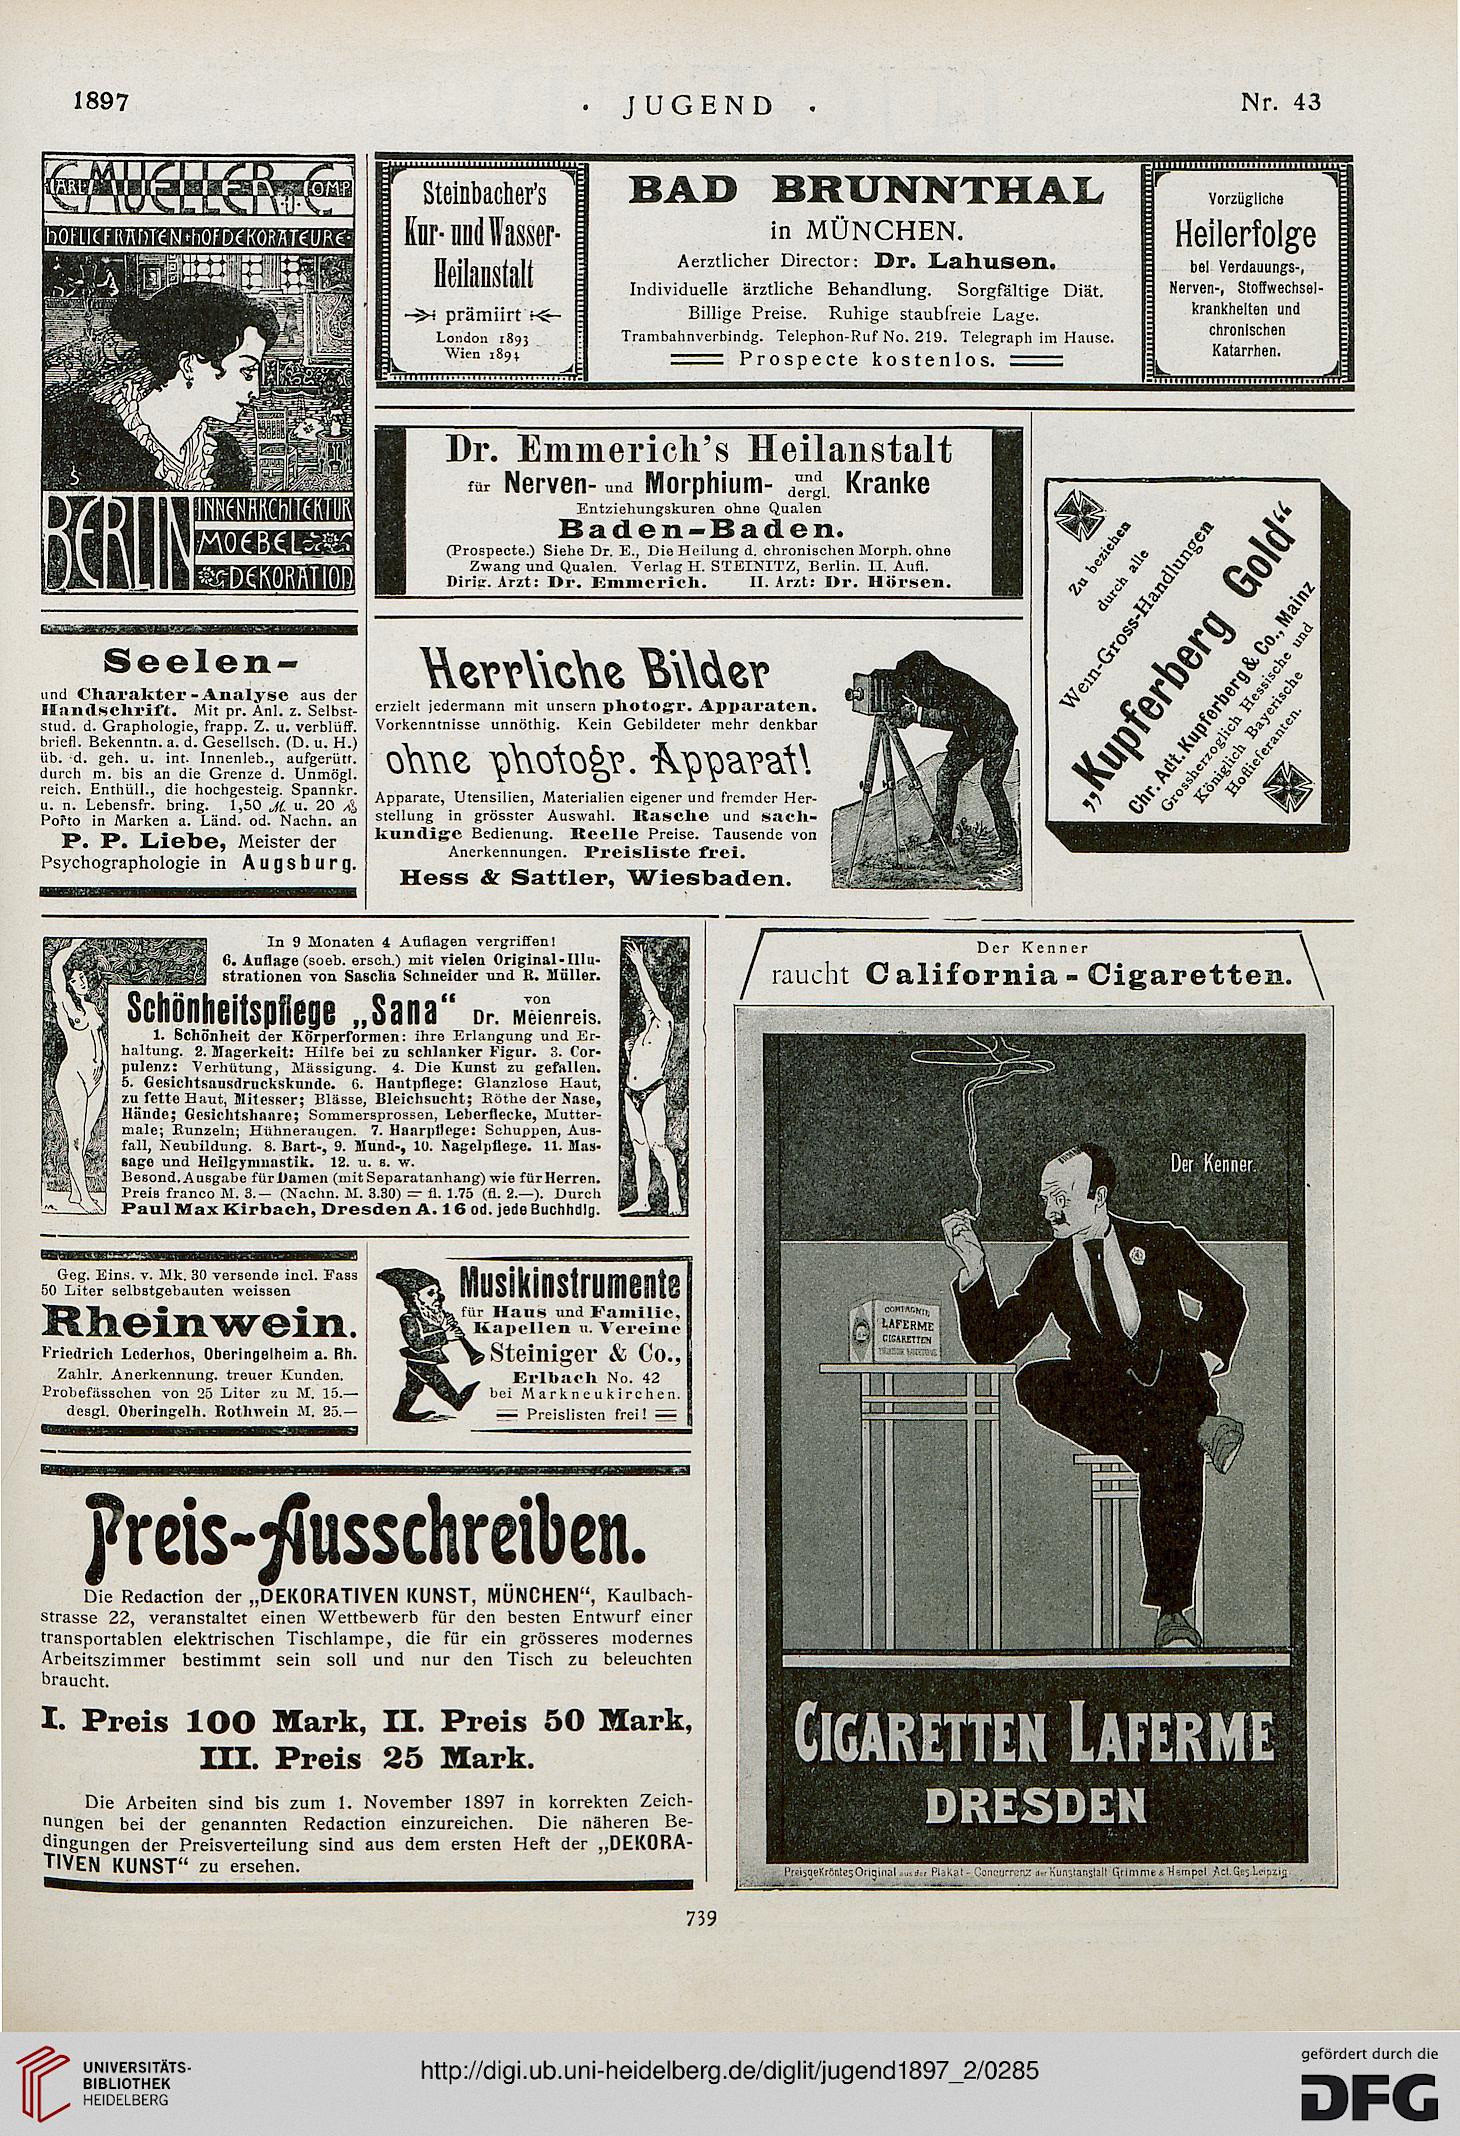 1897
· JUGEND ·
Nr. 43
CARL MUELLER & COMP
HOFLIEFRANTEN & HOFDEKORATEURE
BERLIN
INNENARCHITEKTUR
MOEBEL
& DEKORATION
Steinbacher's
Kur- und Wasser-
Heilanstalt
prämiirt
London 1893
Wien 1894
BAD BRUNNTHAL
in MÜNCHEN.
Aerztlicher Director: Dr. Lahusen.
Individuelle ärztliche Behandlung. Sorgfältige Diät.
Billige Preise. Ruhige staubfreie Lage.
Trambahnverbindg. Telephon-Ruf No. 219. Telegraph im Hause.
Prospecte kostenlos.
Vorzügliche
Heilerfolge
bei Verdauungs-,
Nerven-, Stoffwechsel-
krankheiten und
chronischen
Katarrhen.
Dr. Emmerich's Heilanstalt
für Nerven- und Morphium- und dergl. Kranke
Entziehungskuren ohne Qualen
Baden-Baden.
(Prospecte.) Siehe Dr. E., Die Heilung d. chronischen Morph. ohne
Zwang und Qualen. Verlag H. STEINITZ, Berlin. II. Aufl.
Dirig. Arzt: Dr. Emmerich. II. Arzt: Dr. Hörsen.
Zu beziehen
durch alle
Wein-Gross-Handlungen
„Kupferberg Gold“
Chr. Adt. Kupferberg & Co., Mainz
Grossherzoglich Hessische und
Königlich Bayerische
Hoflieferanten.
Seelen-
und Charakter-Analyse aus der
Handschrift. Mit pr. Anl. z. Selbst-
stud. d. Graphologie, frapp. Z. u. verblüff.
briefl. Bekenntn. a. d. Gesellsch. (D. u. H.)
üb. d. geh. u. int. Innenleb., aufgerütt.
durch m. bis an die Grenze d. Unmögl.
reich. Enthüll., die hochgesteig. Spannkr.
u. n. Lebensfr. bring. 1,50 ℳ u. 20 ₰
Porto in Marken a. Länd. od. Nachn. an
P. P. Liebe, Meister der
Psychographologie in Augsburg.
Herrliche Bilder
erzielt jedermann mit unsern photogr. Apparaten.
Vorkenntnisse unnöthig. Kein Gebildeter mehr denkbar
ohne photogr. Apparat!
Apparate, Utensilien, Materialien eigener und fremder Her-
stellung in grösster Auswahl. Rasche und sach-
kundige Bedienung. Reelle Preise. Tausende von
Anerkennungen. Preisliste frei.
Hess & Sattler, Wiesbaden.
In 9 Monaten 4 Auflagen vergriffen!
6. Auflage (soeb. ersch.) mit vielen Original-Illu-
strationen von Sascha Schneider und R. Müller.
Schönheitspflege „Sana“ von Dr. Meienreis.
1. Schönheit der Körperformen: ihre Erlangung und Er-
haltung. 2. Magerkeit: Hilfe bei zu schlanker Figur. 3. Cor-
pulenz: Verhütung, Mässigung. 4. Die Kunst zu gefallen.
5. Gesichtsausdruckskunde. 6. Hautpflege: Glanzlose Haut,
zu fette Haut, Mitesser; Blässe, Bleichsucht; Röthe der Nase,
Hände; Gesichtshaare; Sommersprossen, Leberflecke, Mutter-
male; Runzeln; Hühneraugen. 7. Haarpflege: Schuppen, Aus-
fall, Neubildung. 8. Bart-, 9. Mund-, 10. Nagelpflege. 11. Mas-
sage und Heilgymnastik. 12. u. s. w.
Besond. Ausgabe für Damen (mit Separatanhang) wie für Herren.
Preis franco M. 3.— (Nachn. M. 3.30) = fl. 1.75 (fl. 2.—). Durch
Paul Max Kirbach, Dresden A. 16 od. jede Buchhdlg.
Der Kenner
raucht California-Cigaretten.
Der Kenner.
COMPAGNIE
LAFERME
CIGARETTEN
CIGARETTEN LAFERME
DRESDEN
Preisgekröntes Original aus der Plakat-Concurrenz der Kunstanstalt Grimme & Hempel Act. Ges. Leipzig
Geg. Eins. v. Mk. 30 versende incl. Fass
50 Liter selbstgebauten weissen
Rheinwein.
Friedrich Lederhos, Oberingelheim a. Rh.
Zahlr. Anerkennung. treuer Kunden.
Probefässchen von 25 Liter zu M. 15.—
desgl. Oberingelh. Rothwein M. 25.—
Musikinstrumente
für Haus und Familie,
Kapellen u. Vereine
Steiniger & Co.,
Erlbach No. 42
bei Markneukirchen.
Preislisten frei!
Preis-Ausschreiben.
Die Redaction der „DEKORATIVEN KUNST, MÜNCHEN“, Kaulbach-
strasse 22, veranstaltet einen Wettbewerb für den besten Entwurf einer
transportablen elektrischen Tischlampe, die für ein grösseres modernes
Arbeitszimmer bestimmt sein soll und nur den Tisch zu beleuchten
braucht.
I. Preis 100 Mark, II. Preis 50 Mark,
III. Preis 25 Mark.
Die Arbeiten sind bis zum 1. November 1897 in korrekten Zeich-
nungen bei der genannten Redaction einzureichen. Die näheren Be-
dingungen der Preisverteilung sind aus dem ersten Heft der „DEKORA-
TIVEN KUNST“ zu ersehen.
739
UNIVERSITÄTS-
BIBLIOTHEK
HEIDELBERG
http://digi.ub.uni-heidelberg.de/diglit/jugend1897_2/0285
gefördert durch die
DFG